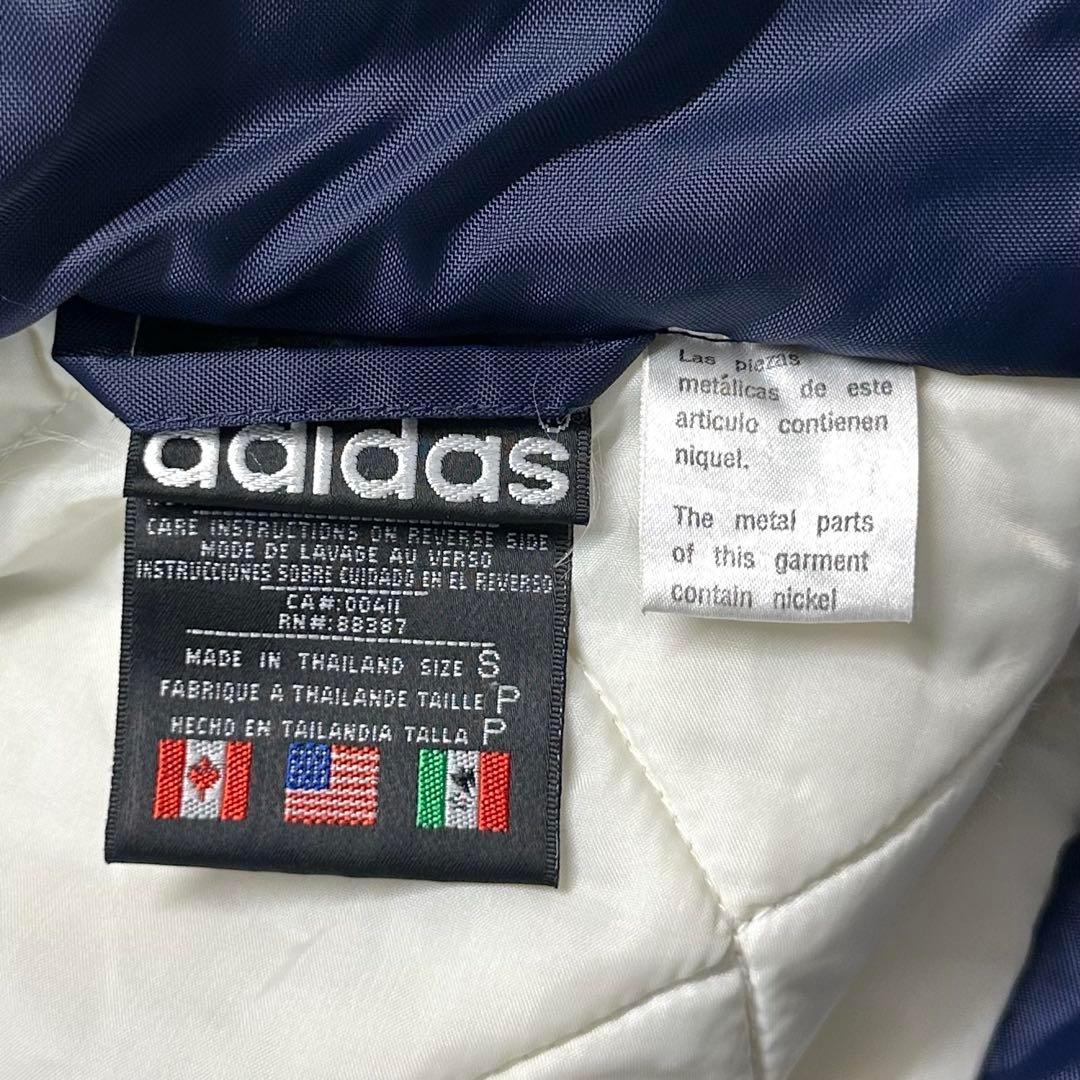 adidas
CARE INSTRUCTIONS ON REVERSE SIDE
MODE DE LAVAGE AU VERSO
INSTRUCCIONES SOBRE CUIDADO EN EL REVERSO
CA#:00411
RN#:88387
MADE IN THAILAND SIZE S
FABRIQUE A THAILANDE TAILLE P
HECHO EN TAILANDIA TALLA P
Las piezas
metálicas de este
articulo contienen
niquel.
The metal parts
of this garment
contain nickel